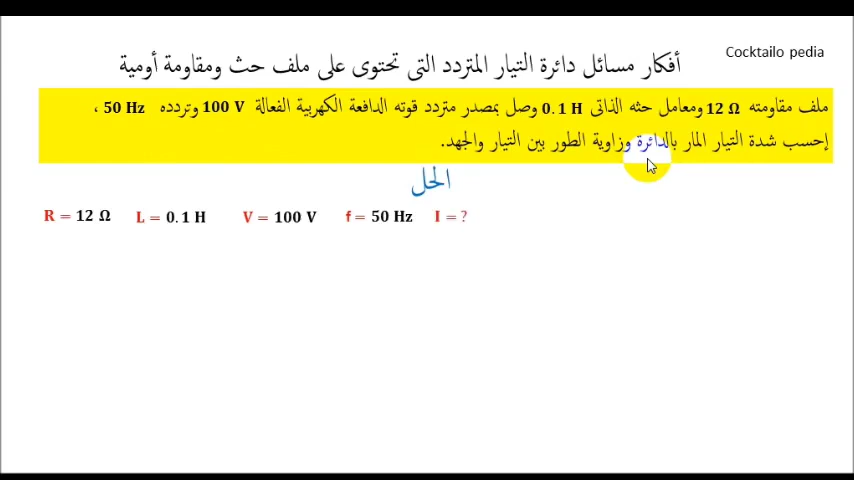 Cocktailo pedia
أفكار مسائل دائرة التيار المتردد التى تحتوى على ملف حث ومقاومة أومية
ملف مقاومته 12 Ω ومعامل حثه الذاتى 0.1 H وصل بمصدر متردد قوته الدافعة الكهربية الفعالة 100 V وتردده 50 Hz ،
إحسب شدة التيار المار بالدائرة وزاوية الطور بين التيار والجهد.
الحل
R = 12 Ω L = 0.1 H V = 100 V f = 50 Hz I = ?